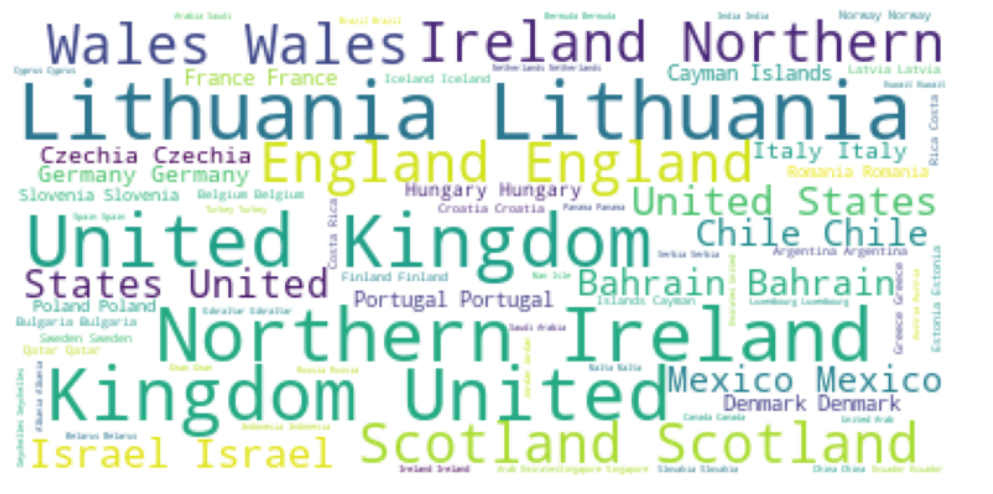 Arabia Saudi
Brazil Brazil
Bermuda Bermuda
India India
Norway Norway
Wales Wales
Ireland Northern
Cyprus Cyprus
France France
Iceland Iceland
Netherlands Netherlands
Cayman Islands
Latvia Latvia
Kuwait Kuwait
Lithuania Lithuania
Rica Costa
Czechia Czechia
England England
Italy Italy
Germany Germany
Romania Romania
Slovenia Slovenia
Belgium Belgium
Hungary Hungary
United States
Turkey Turkey
Croatia Croatia
Panama Panama
Spain Spain
Costa Rica
United Kingdom
Chile Chile
Serbia Serbia
Argentina Argentina
States United
Finland Finland
Man Isle
Bahrain Bahrain
Emirates United
Greece Greece
Austria Austria
Estonia Estonia
Poland Poland
Gibraltar Gibraltar
Portugal Portugal
Islands Cayman
Luxembourg Luxembourg
Bulgaria Bulgaria
Northern Ireland
Saudi Arabia
Sweden Sweden
Qatar Qatar
Jordan Jordan
Oman Oman
Russia Russia
Malta Malta
Seychelles Seychelles
Albania Albania
Kingdom United
Mexico Mexico
Denmark Denmark
Canada Canada
United Arab
Belarus Belarus
Indonesia Indonesia
Israel Israel
Scotland Scotland
Ireland Ireland
Arab Emirates
Singapore Singapore
Slovakia Slovakia
China China
Ecuador Ecuador